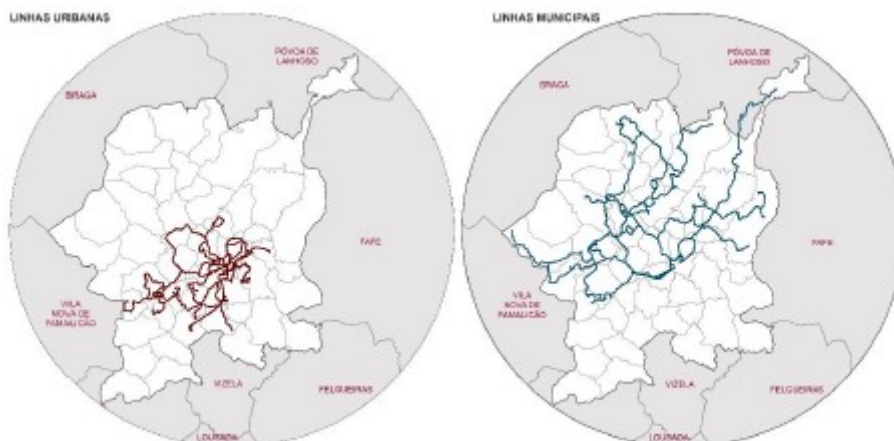 LINHAS URBANAS
PÓVOA DE
LANHOSO
BRAGA
FAFE
VILA
NOVA DE
FAMALICÃO
VIZELA
FELGUEIRAS
LOUSADA
LINHAS MUNICIPAIS
PÓVOA DE
LANHOSO
BRAGA
FAFE
VILA
NOVA DE
FAMALICÃO
VIZELA
FELGUEIRAS
LOUSADA